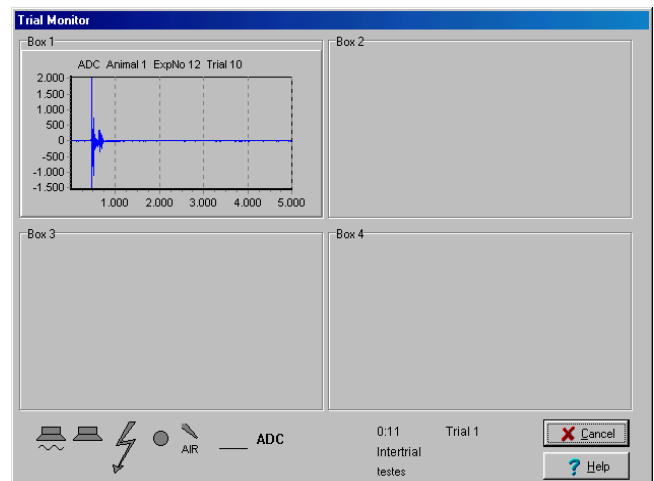 Trial Monitor
Box 1
Box 2
ADC Animal 1 ExpNo 12 Trial 10
2.000
1.500
1.000
500
0
-500
-1.000
-1.500
1.000 2.000 3.000 4.000 5.000
Box 3
Box 4
AIR
ADC
0:11 Trial 1
Intertrial
testes
Cancel
Help